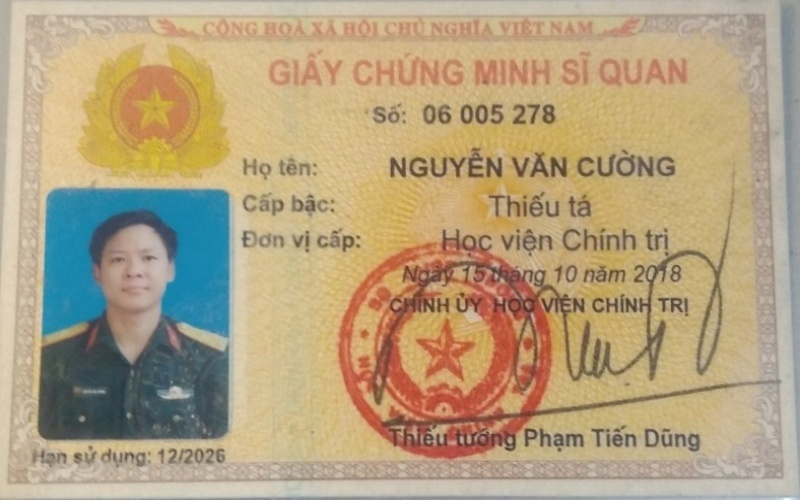 CỘNG HOÀ XÃ HỘI CHỦ NGHĨA VIỆT NAM
GIẤY CHỨNG MINH SĨ QUAN
Số: 06 005 278
Họ tên: NGUYỄN VĂN CƯỜNG
Cấp bậc: Thiếu tá
Đơn vị cấp: Học viện Chính trị
Ngày 15 tháng 10 năm 2018
CHÍNH ỦY HỌC VIỆN CHÍNH TRỊ
Thiếu tướng Phạm Tiến Dũng
Hạn sử dụng: 12/2026